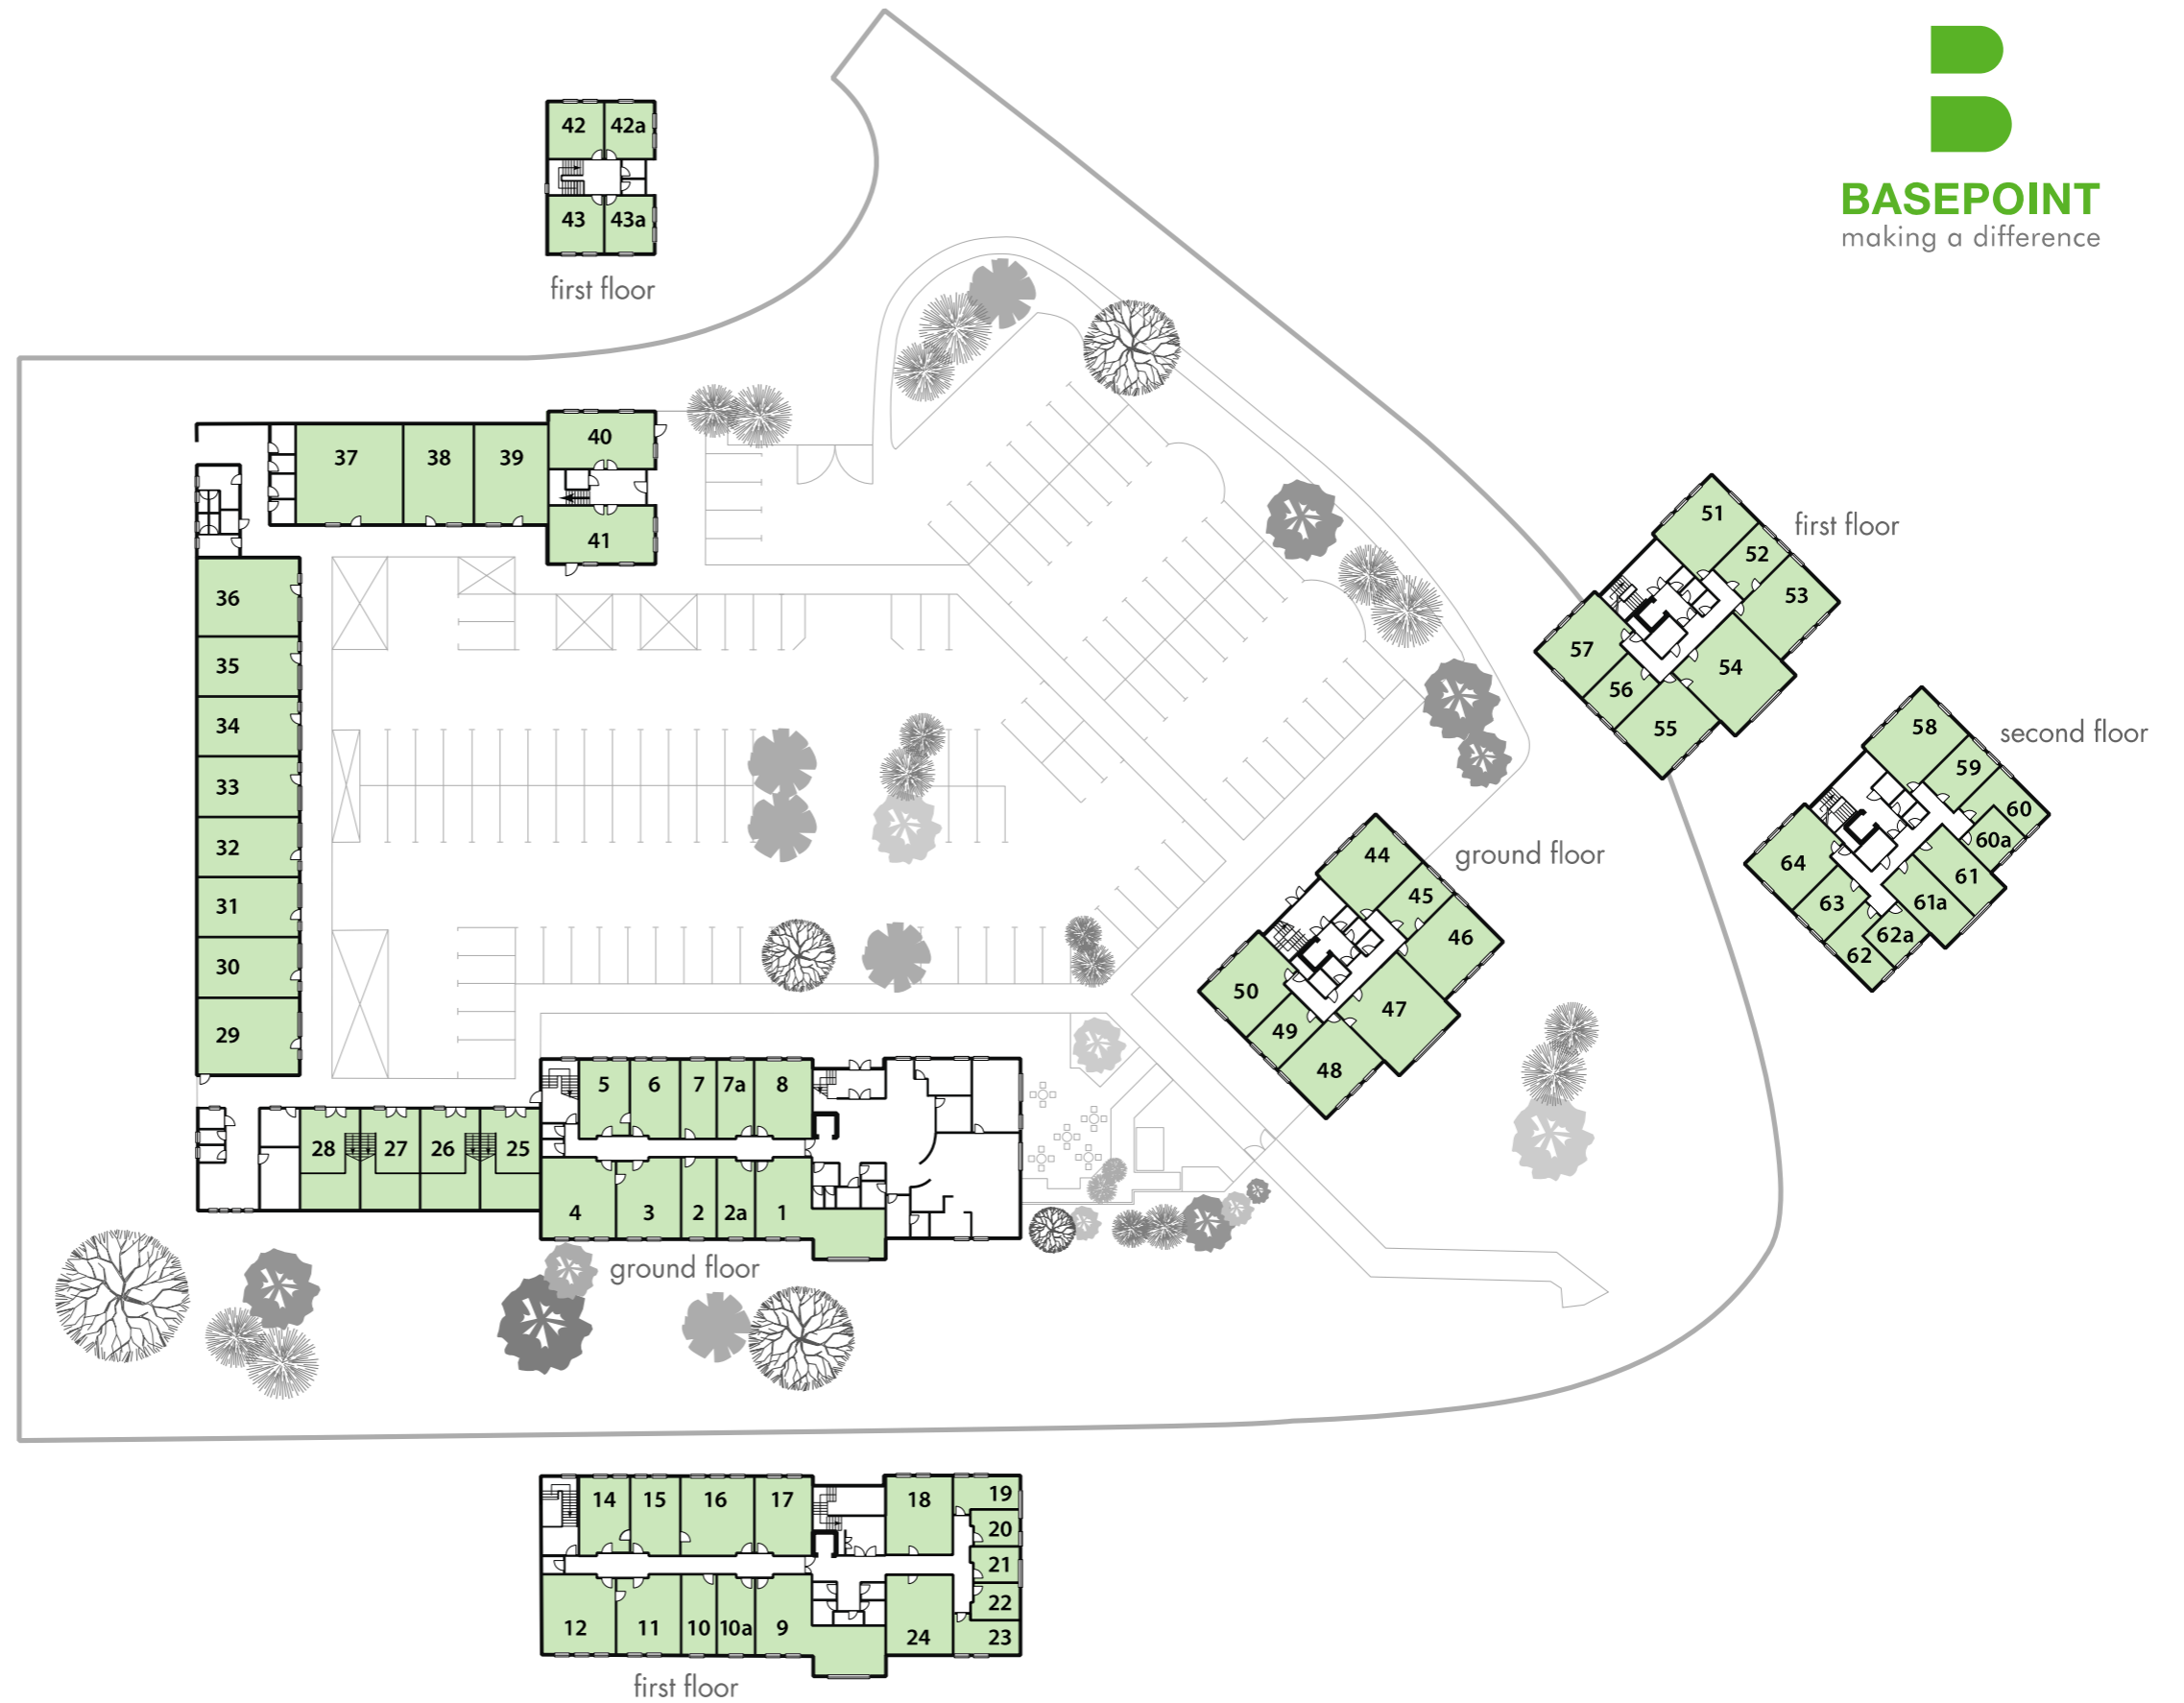 BASEPOINT
making a difference
42 42a
43 43a
first floor
37 38 39 40
41
36
35
34
33
32
31
30
29
28 27 26 25
5 6 7 7a 8
4 3 2 2a 1
ground floor
51
52
53
54
55
56
57
first floor
58
59
60
60a
61
61a
62a
62
63
64
second floor
44
45
46
47
48
49
50
ground floor
14 15 16 17 18 19
20
21
22
12 11 10 10a 9 24 23
first floor